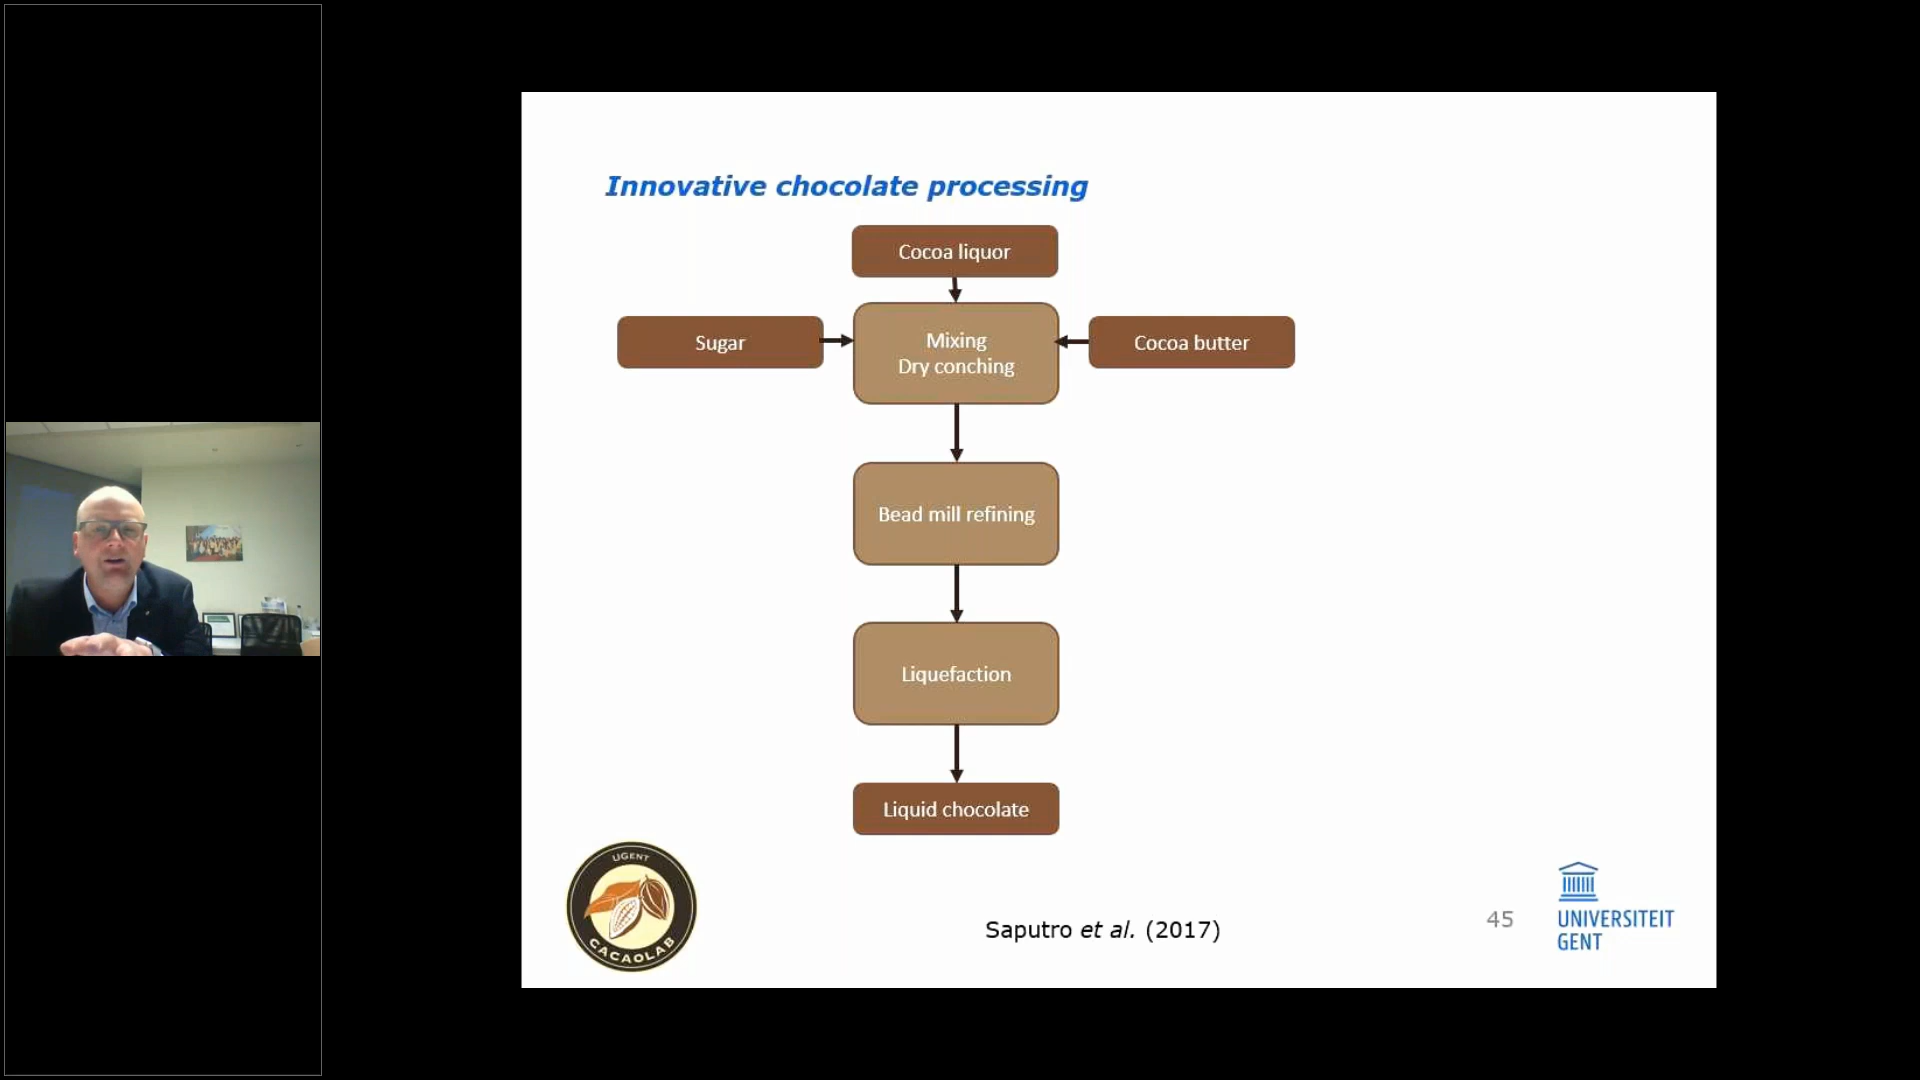 Innovative chocolate processing
Cocoa liquor
Sugar
Mixing
Dry conching
Cocoa butter
Bead mill refining
Liquefaction
Liquid chocolate
UGENT
CACAOLAB
Saputro et al. (2017)
45
UNIVERSITEIT
GENT